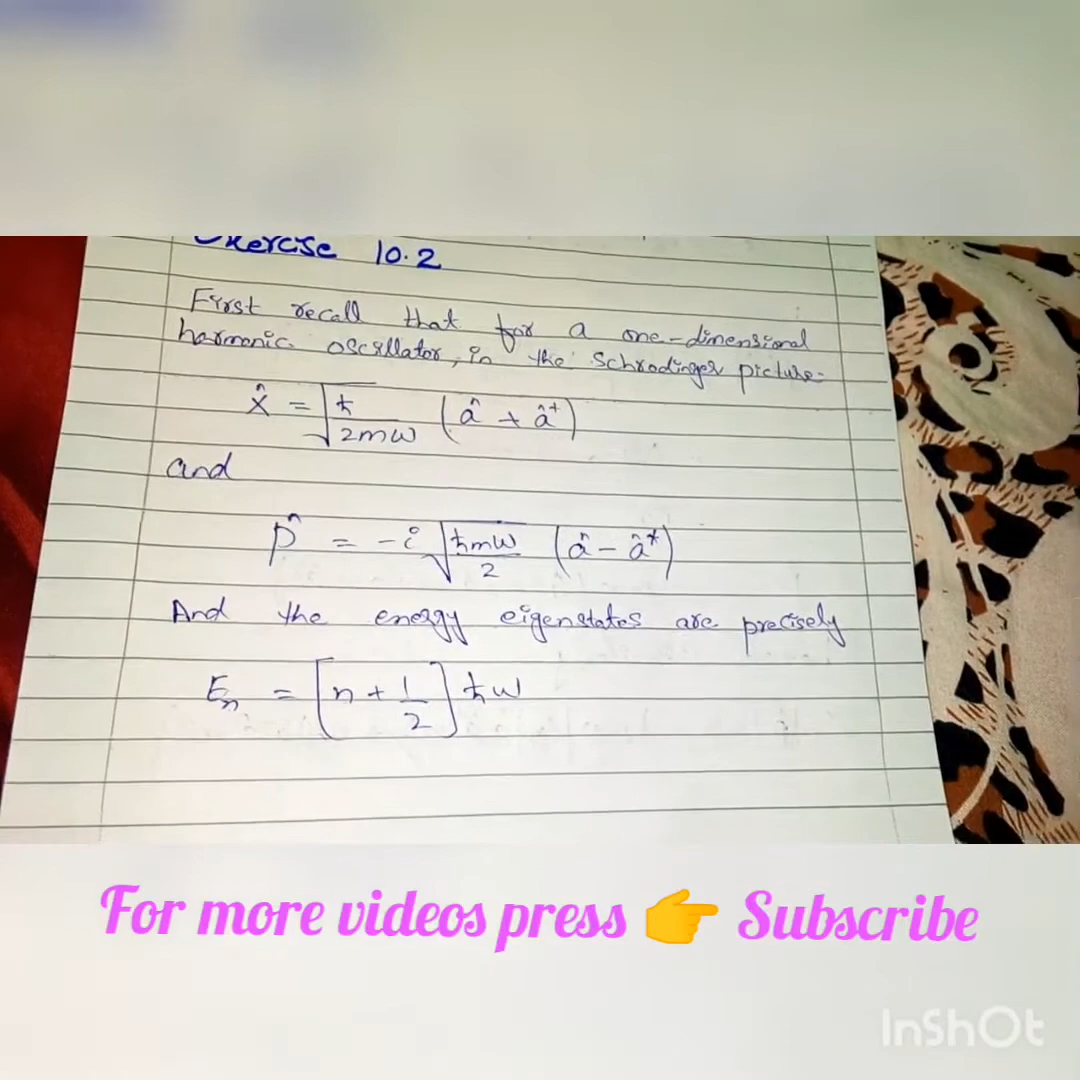 Exercise 10.2
First recall that for a one-dimensional
harmonic oscillator, in the Schrodinger picture-
x̂ = √(ħ/2mω) (â + â⁺)
and
p̂ = -i √(ħmω/2) (â - â⁺)
And the energy eigenstates are precisely
Eₙ = [n + 1/2] ħω
For more videos press 👉 Subscribe
InShOt